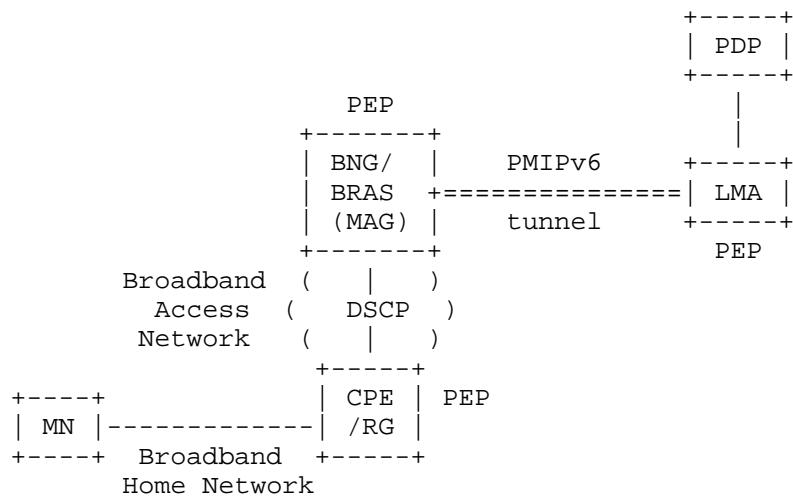 PDP
PEP
BNG/ PMIPv6
BRAS LMA
(MAG) tunnel
PEP
Broadband
Access DSCP
Network
CPE PEP
MN /RG
Broadband
Home Network